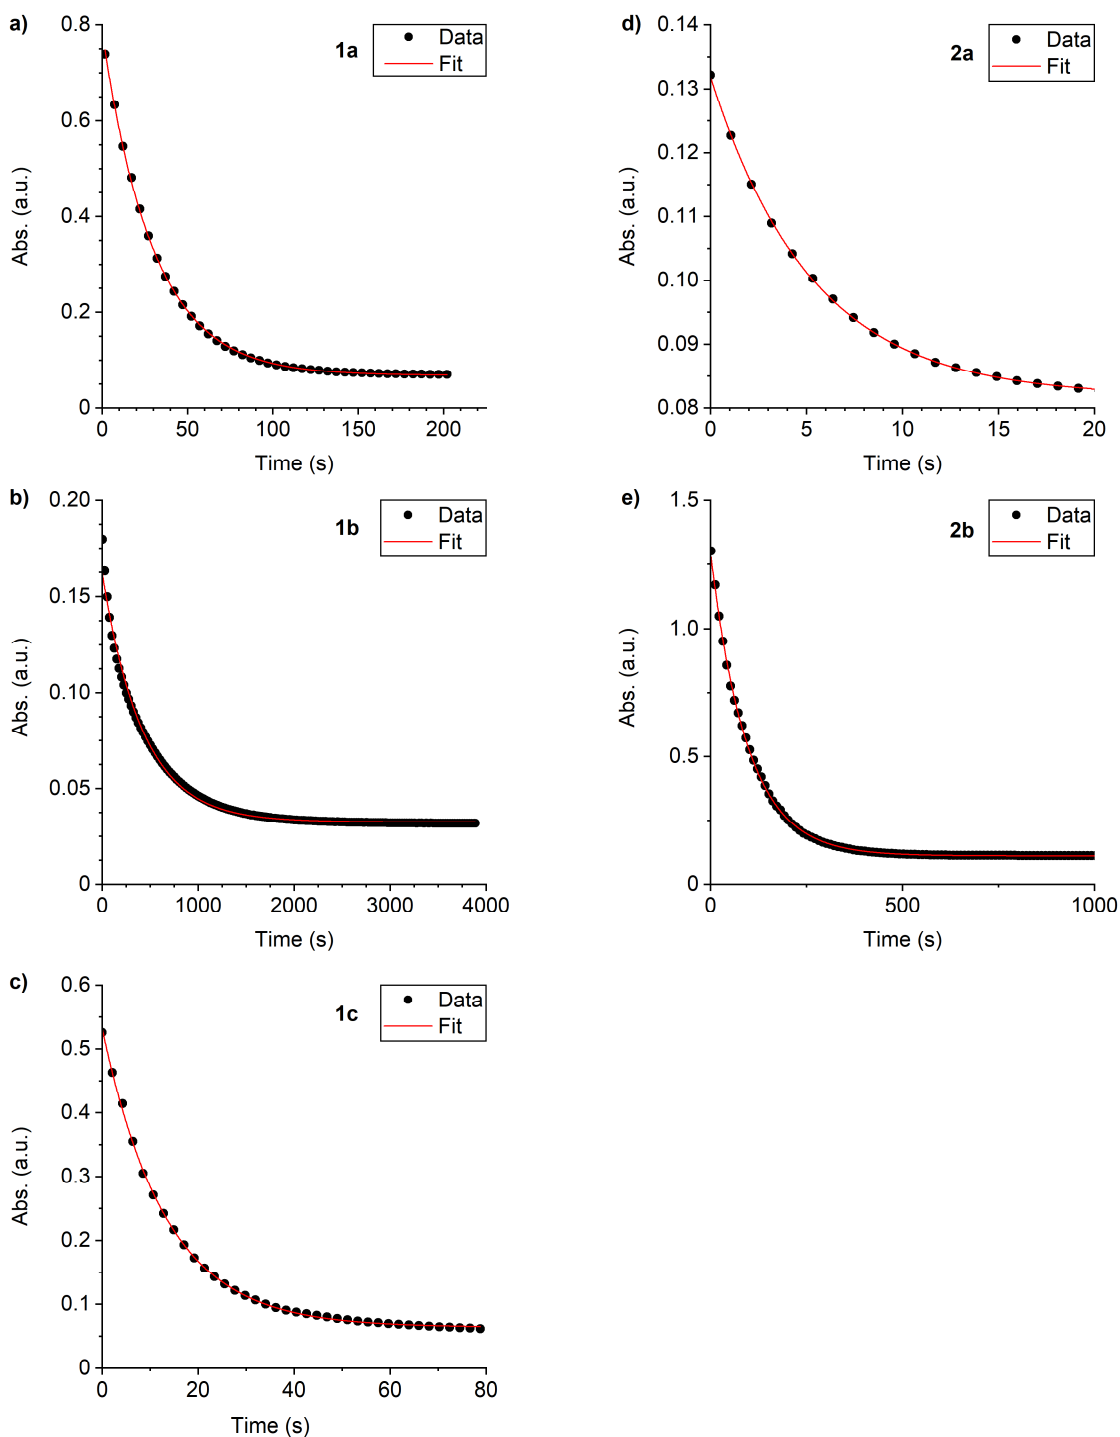 a)
1a
Data
Fit
0.8
0.6
0.4
0.2
0
Abs. (a.u.)
0 50 100 150 200
Time (s)
d)
2a
Data
Fit
0.14
0.13
0.12
0.11
0.10
0.09
0.08
Abs. (a.u.)
0 5 10 15 20
Time (s)
b)
1b
Data
Fit
0.20
0.15
0.10
0.05
0
Abs. (a.u.)
0 1000 2000 3000 4000
Time (s)
e)
2b
Data
Fit
1.5
1.0
0.5
0
Abs. (a.u.)
0 500 1000
Time (s)
c)
1c
Data
Fit
0.6
0.5
0.4
0.3
0.2
0.1
0
Abs. (a.u.)
0 20 40 60 80
Time (s)